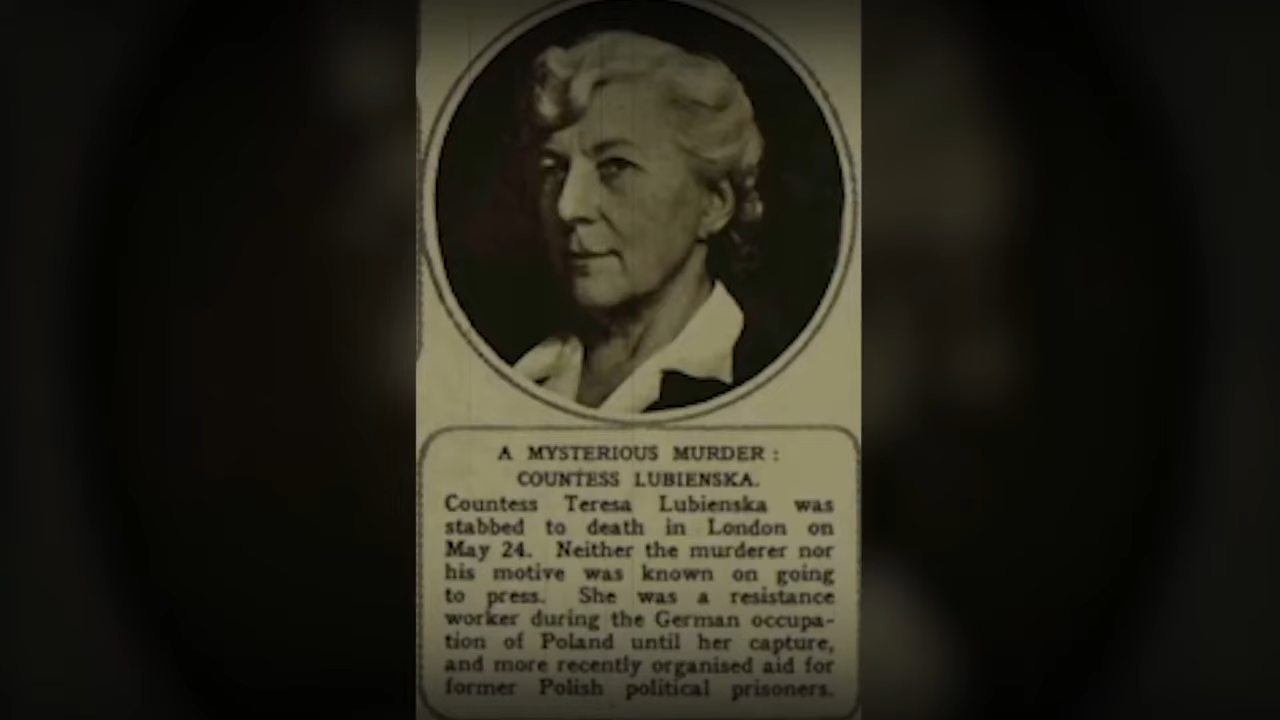 A MYSTERIOUS MURDER :
COUNTESS LUBIENSKA.
Countess Teresa Lubienska was
stabbed to death in London on
May 24. Neither the murderer nor
his motive was known on going
to press. She was a resistance
worker during the German occupa-
tion of Poland until her capture,
and more recently organised aid for
former Polish political prisoners.